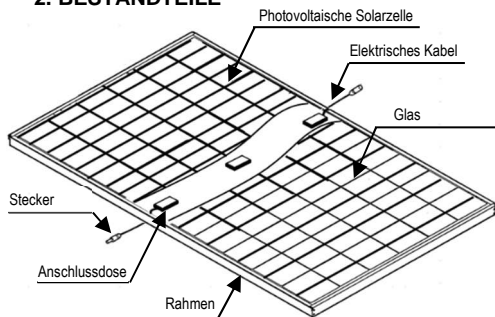 2. BESTANDTEILE
Photovoltaische Solarzelle
Elektrisches Kabel
Glas
Stecker
Anschlussdose
Rahmen